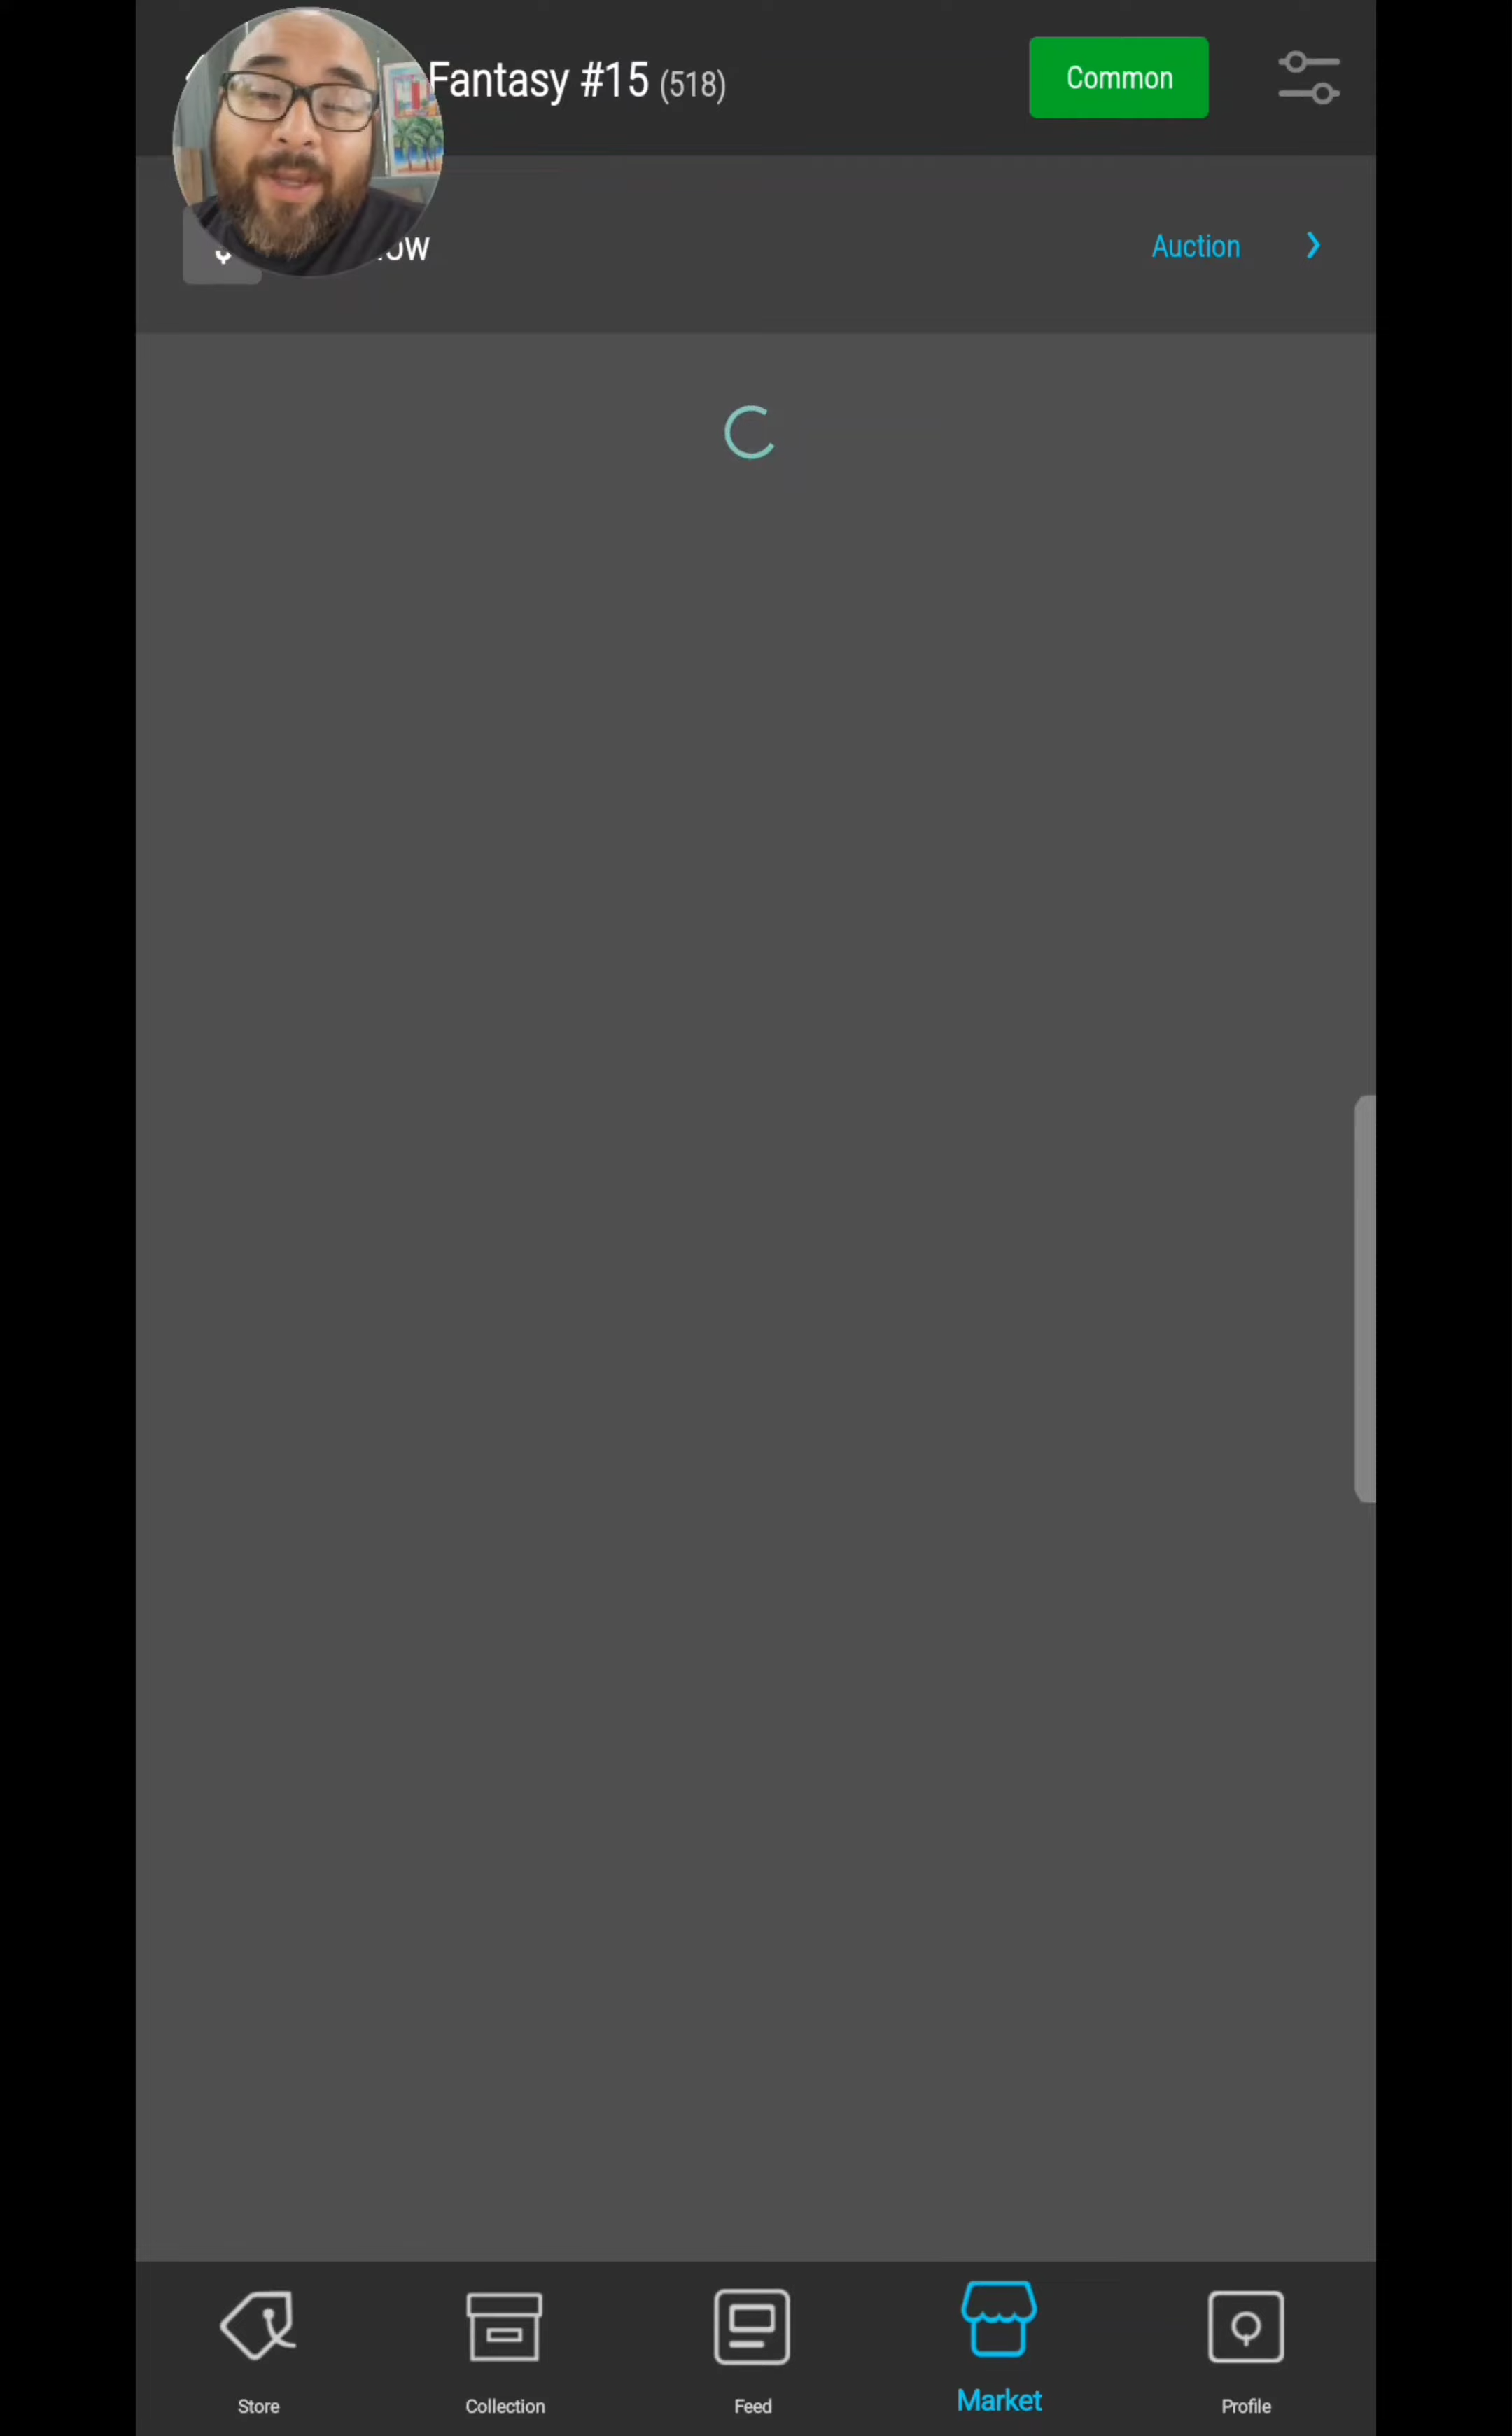 Fantasy #15 (518)
Common
Auction
Store
Collection
Feed
Market
Profile